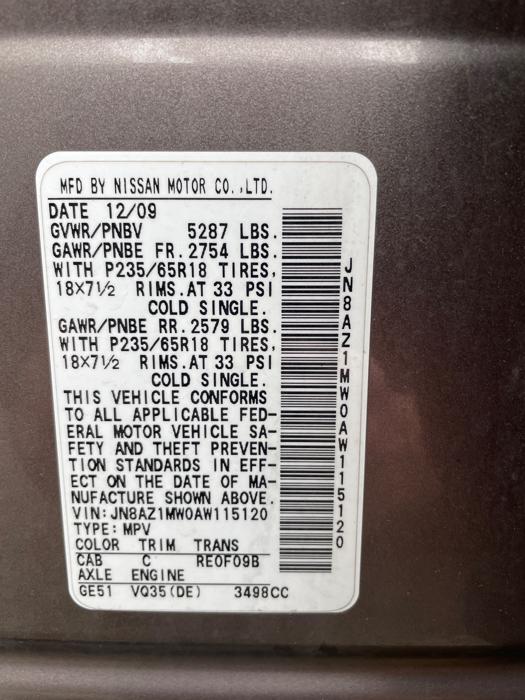 MFD BY NISSAN MOTOR CO.,LTD.
DATE 12/09
GVWR/PNBV 5287 LBS.
GAWR/PNBE FR. 2754 LBS.
WITH P235/65R18 TIRES,
18X7½ RIMS. AT 33 PSI
COLD SINGLE.
GAWR/PNBE RR. 2579 LBS.
WITH P235/65R18 TIRES,
18X7½ RIMS. AT 33 PSI
COLD SINGLE.
THIS VEHICLE CONFORMS
TO ALL APPLICABLE FED-
ERAL MOTOR VEHICLE SA-
FETY AND THEFT PREVEN-
TION STANDARDS IN EFF-
ECT ON THE DATE OF MA-
NUFACTURE SHOWN ABOVE.
VIN: JN8AZ1MW0AW115120
TYPE: MPV
COLOR TRIM TRANS
CAB C RE0F09B
AXLE ENGINE
GE51 VQ35(DE) 3498CC
JN8AZ1MW0AW115120